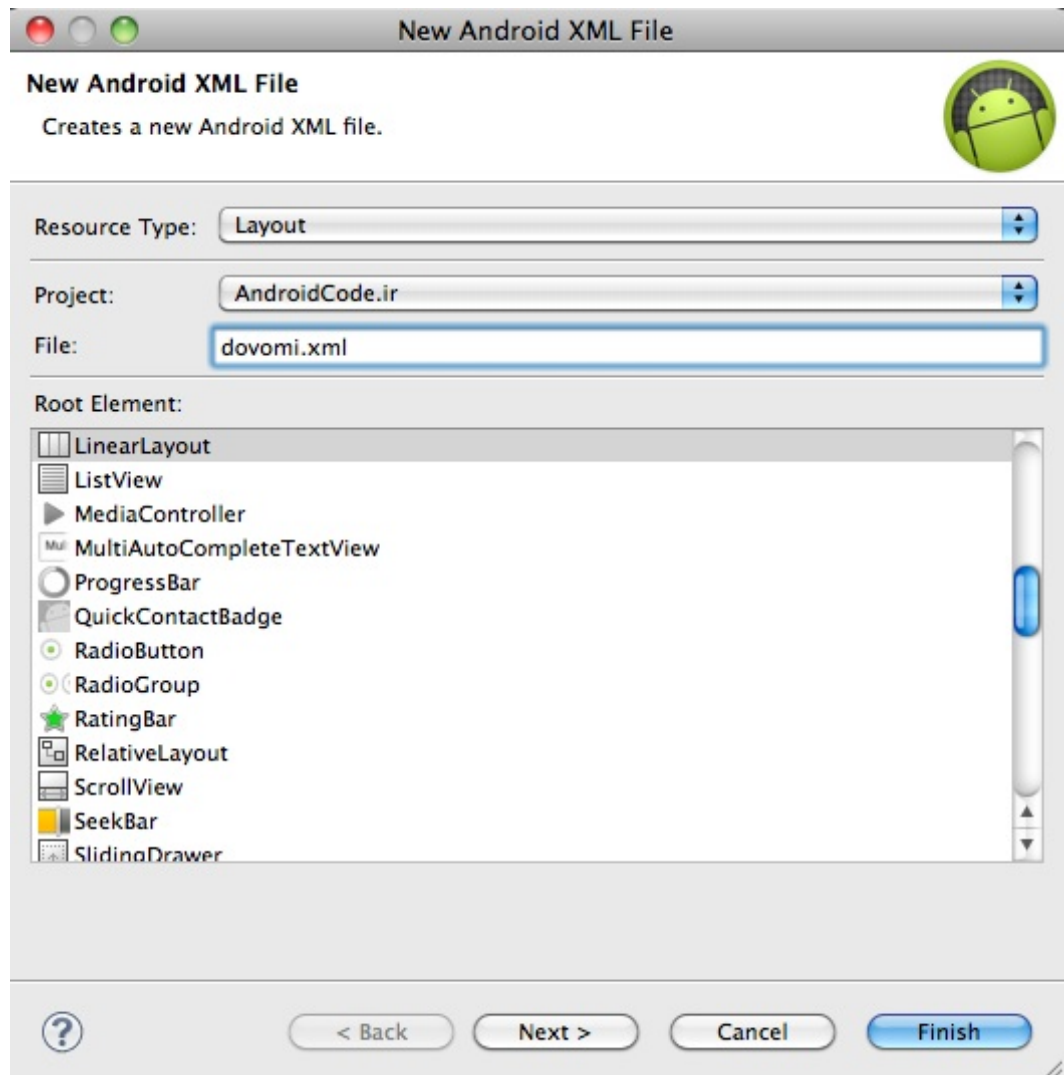 New Android XML File
New Android XML File
Creates a new Android XML file.
Resource Type: Layout
Project: AndroidCode.ir
File: dovomi.xml
Root Element:
LinearLayout
ListView
MediaController
Mul MultiAutoCompleteTextView
ProgressBar
QuickContactBadge
RadioButton
RadioGroup
RatingBar
RelativeLayout
ScrollView
SeekBar
SlidingDrawer
? < Back Next > Cancel Finish